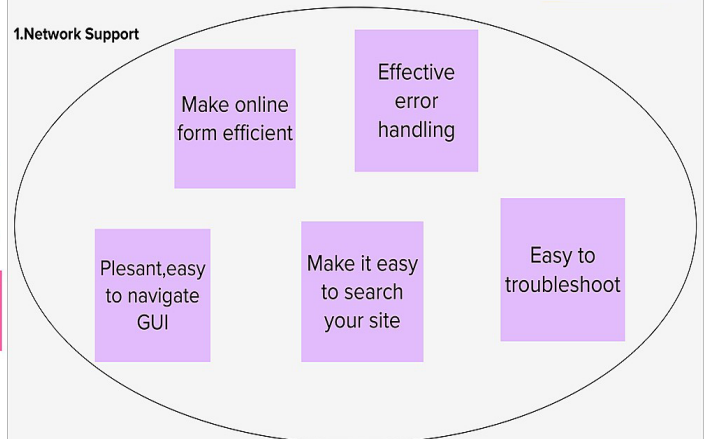 1.Network Support
Make online
form efficient
Effective
error
handling
Plesant,easy
to navigate
GUI
Make it easy
to search
your site
Easy to
troubleshoot